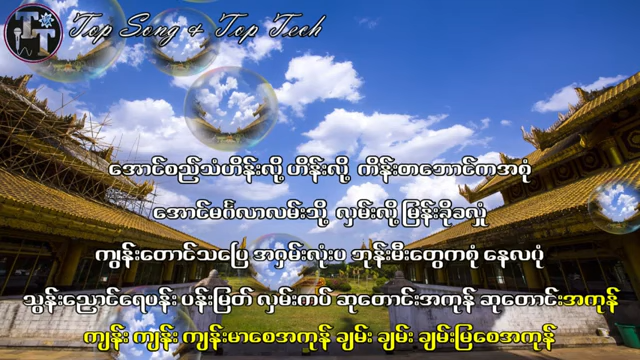 Top Song & Top Tech
အောင်စည်သံဟိန်းလို့ ဟိန်းလို့ ကိန်းတဘောင်ကအစုံ
အောင်မင်္ဂလာလမ်းသို့ လှမ်းလို့ မြန်းခိုခလှုံ
ကျွန်းတောင်သပြေ အရှမ်းလုံးပ ဘုန်းမီးတွေကစုံ နေလပုံ
သွန်းညောင်ရေဖန်း ပန်းမြတ် လှမ်းကပ် ဆုတောင်းအကုန် ဆုတောင်းအကုန်
ကျန်း ကျန်း ကျန်းမာစေအကုန် ချမ်း ချမ်း ချမ်းမြစေအကုန်